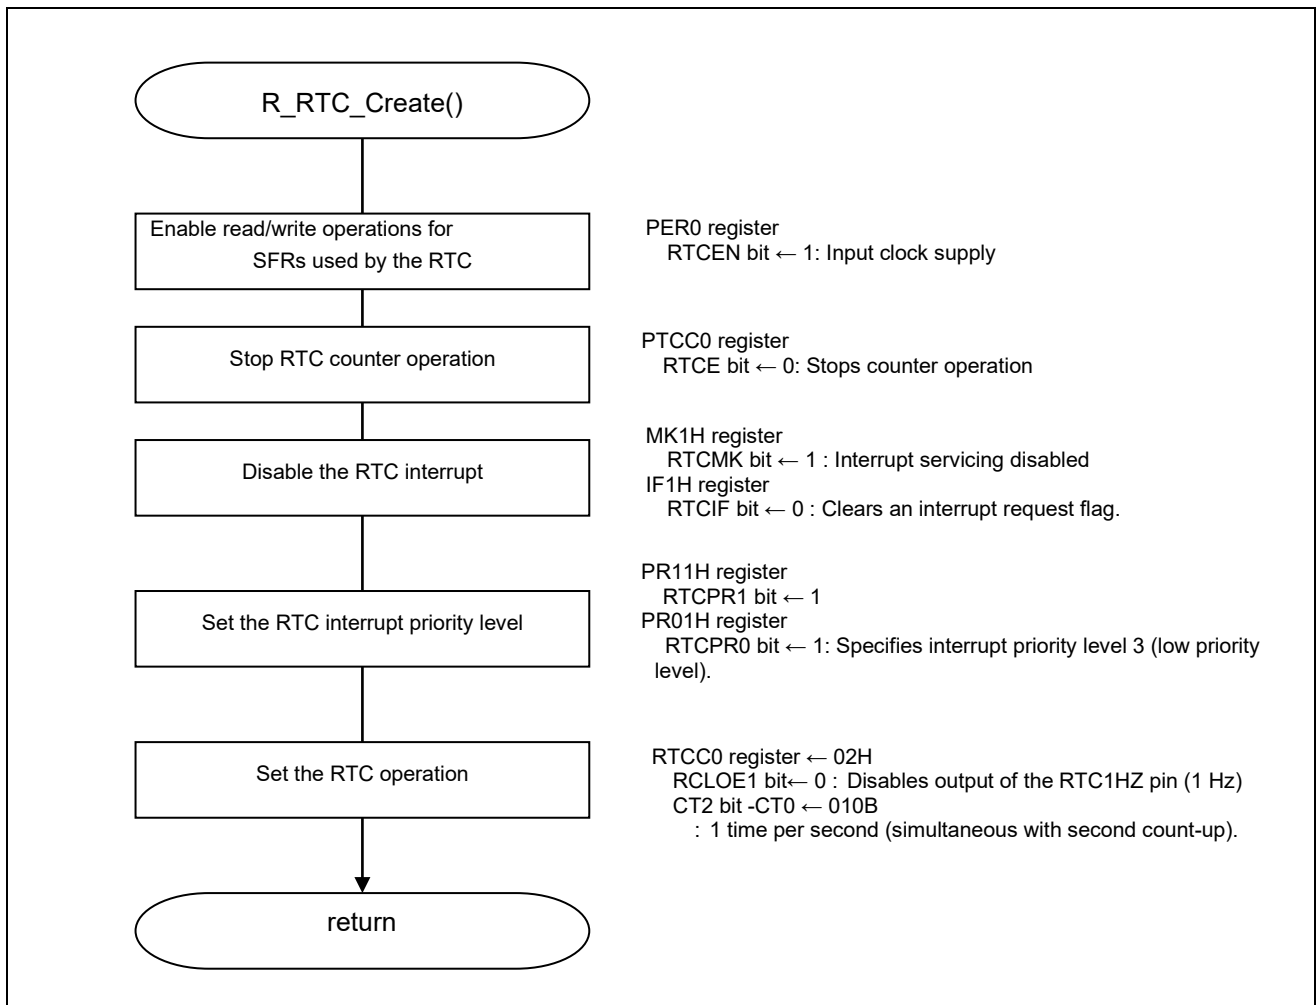 R_RTC_Create()
Enable read/write operations for
SFRs used by the RTC
PER0 register
RTCEN bit ← 1: Input clock supply
Stop RTC counter operation
PTCC0 register
RTCE bit ← 0: Stops counter operation
Disable the RTC interrupt
MK1H register
RTCMK bit ← 1 : Interrupt servicing disabled
IF1H register
RTCIF bit ← 0 : Clears an interrupt request flag.
Set the RTC interrupt priority level
PR11H register
RTCPR1 bit ← 1
PR01H register
RTCPR0 bit ← 1: Specifies interrupt priority level 3 (low priority
level).
Set the RTC operation
RTCC0 register ← 02H
RCLOE1 bit← 0 : Disables output of the RTC1HZ pin (1 Hz)
CT2 bit -CT0 ← 010B
: 1 time per second (simultaneous with second count-up).
return